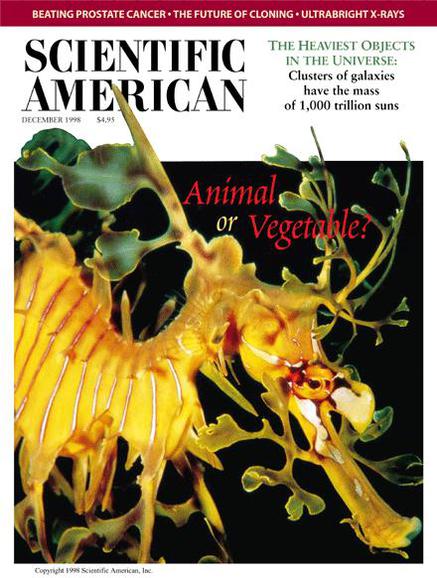 BEATING PROSTATE CANCER • THE FUTURE OF CLONING • ULTRABRIGHT X-RAYS
SCIENTIFIC
AMERICAN
DECEMBER 1998 $4.95
THE HEAVIEST OBJECTS
IN THE UNIVERSE:
Clusters of galaxies
have the mass
of 1,000 trillion suns
Animal
or Vegetable?
Copyright 1998 Scientific American, Inc.